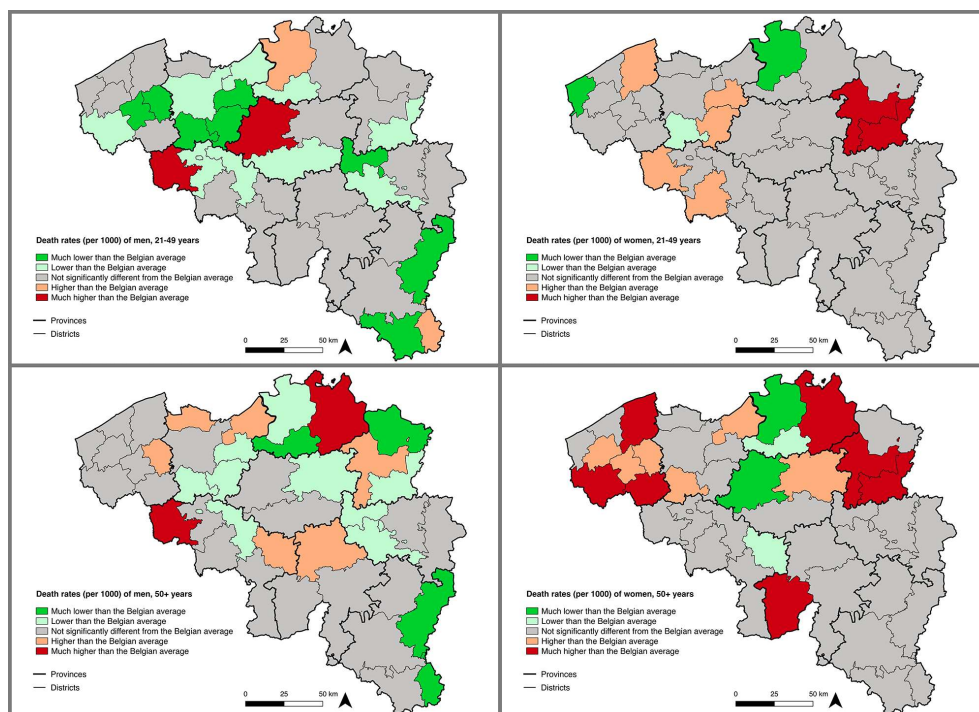 Death rates (per 1000) of men, 21-49 years
Much lower than the Belgian average
Lower than the Belgian average
Not significantly different from the Belgian average
Higher than the Belgian average
Much higher than the Belgian average
Provinces
Districts
0 25 50 km
Death rates (per 1000) of women, 21-49 years
Much lower than the Belgian average
Lower than the Belgian average
Not significantly different from the Belgian average
Higher than the Belgian average
Much higher than the Belgian average
Provinces
Districts
0 25 50 km
Death rates (per 1000) of men, 50+ years
Much lower than the Belgian average
Lower than the Belgian average
Not significantly different from the Belgian average
Higher than the Belgian average
Much higher than the Belgian average
Provinces
Districts
0 25 50 km
Death rates (per 1000) of women, 50+ years
Much lower than the Belgian average
Lower than the Belgian average
Not significantly different from the Belgian average
Higher than the Belgian average
Much higher than the Belgian average
Provinces
Districts
0 25 50 km